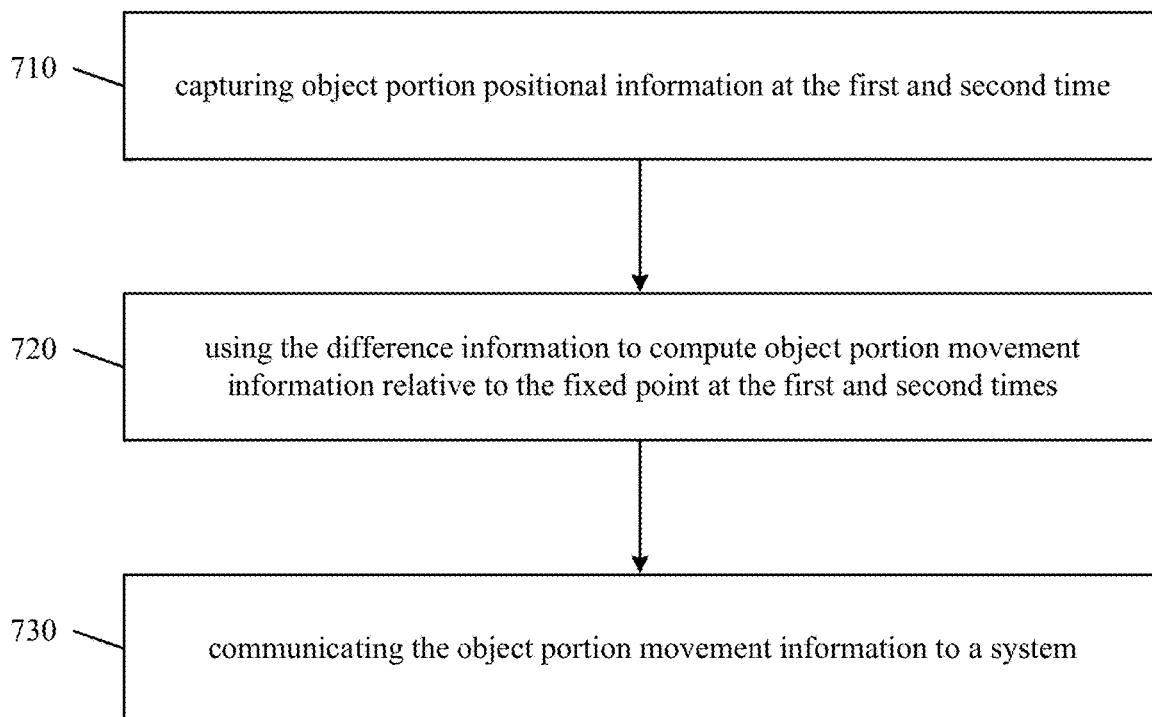 710
capturing object portion positional information at the first and second time
720
using the difference information to compute object portion movement
information relative to the fixed point at the first and second times
730
communicating the object portion movement information to a system